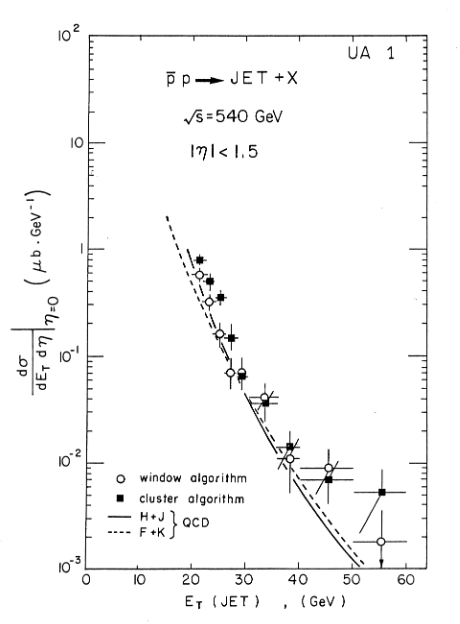 UA 1
p̄ p → JET + X
√s = 540 GeV
|η| < 1.5
dσ/dE_T dη|η=0 (μb · GeV⁻¹)
10²
10
1
10⁻¹
10⁻²
10⁻³
○ window algorithm
■ cluster algorithm
— H+J
--- F+K
} QCD
0 10 20 30 40 50 60
E_T (JET) , (GeV)